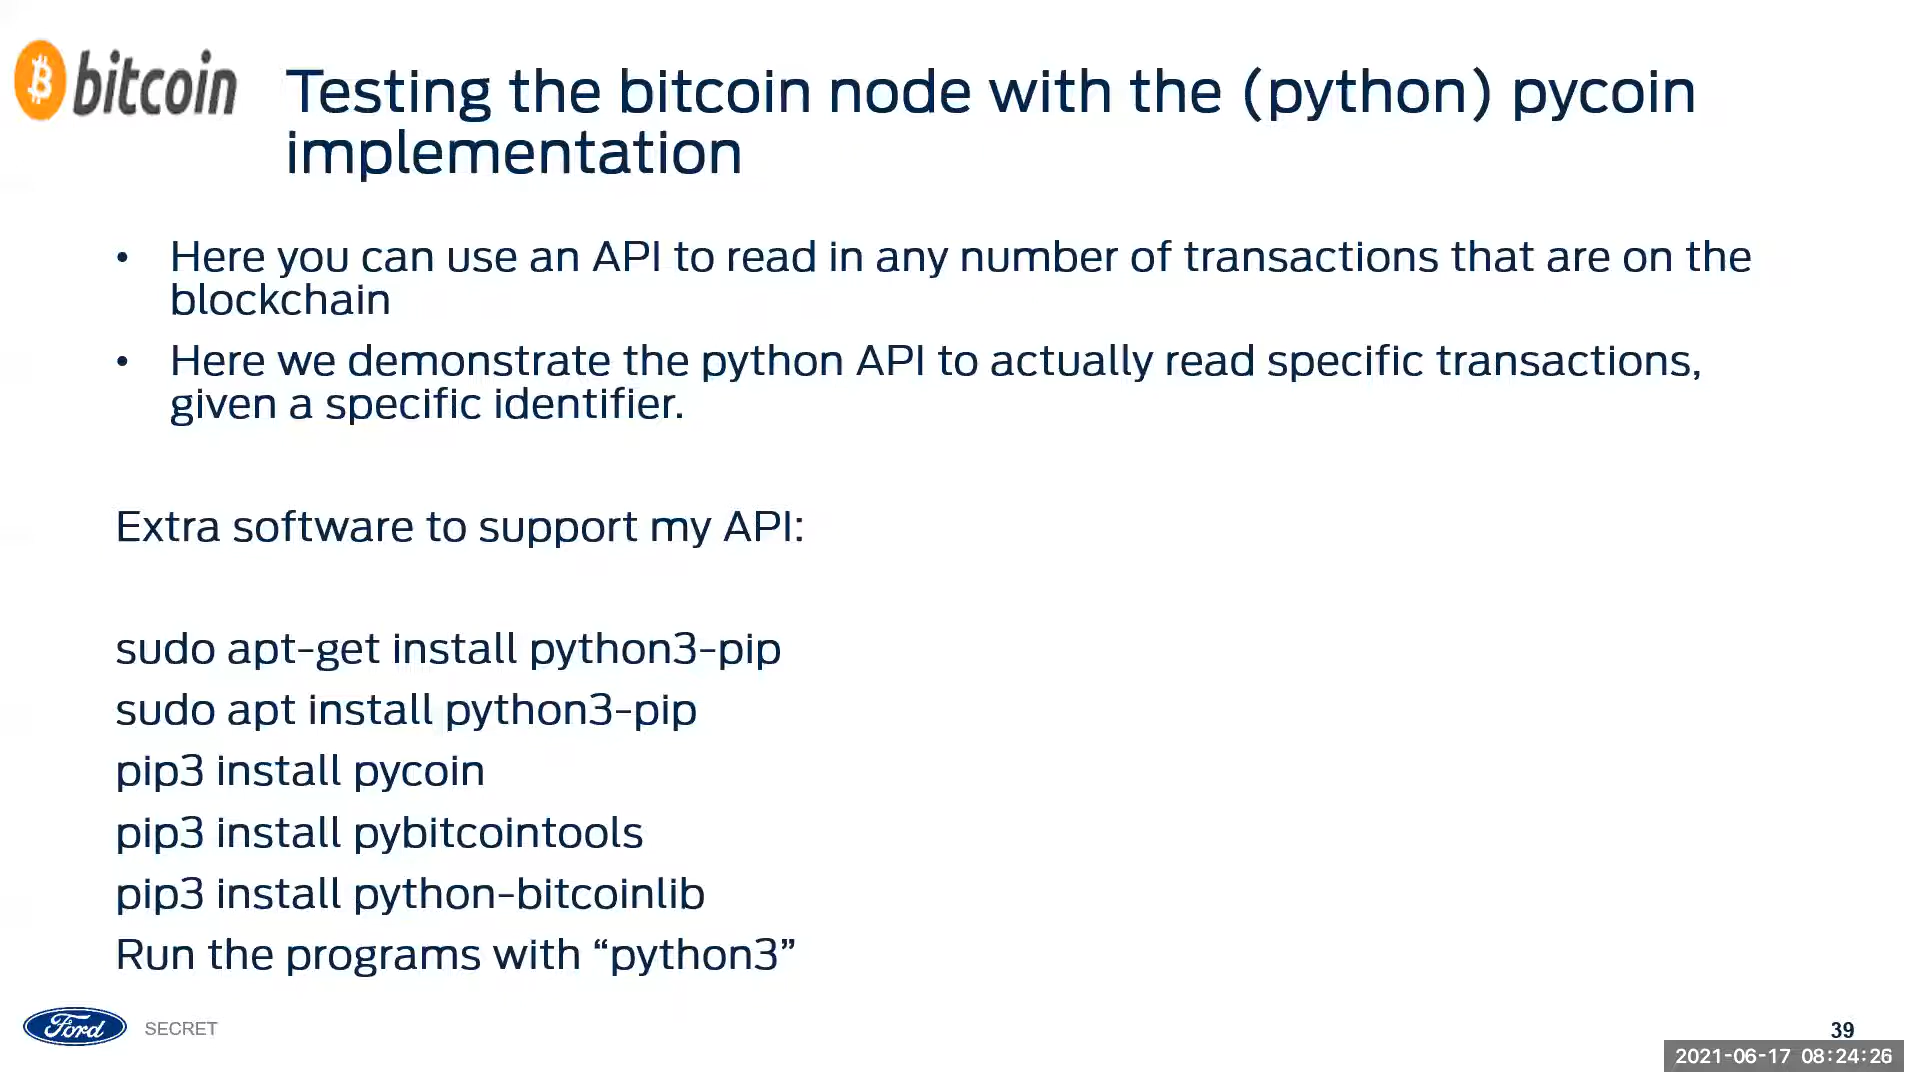 bitcoin
Testing the bitcoin node with the (python) pycoin
implementation
• Here you can use an API to read in any number of transactions that are on the
blockchain
• Here we demonstrate the python API to actually read specific transactions,
given a specific identifier.
Extra software to support my API:
sudo apt-get install python3-pip
sudo apt install python3-pip
pip3 install pycoin
pip3 install pybitcointools
pip3 install python-bitcoinlib
Run the programs with “python3”
Ford SECRET
39
2021-06-17 08:24:26